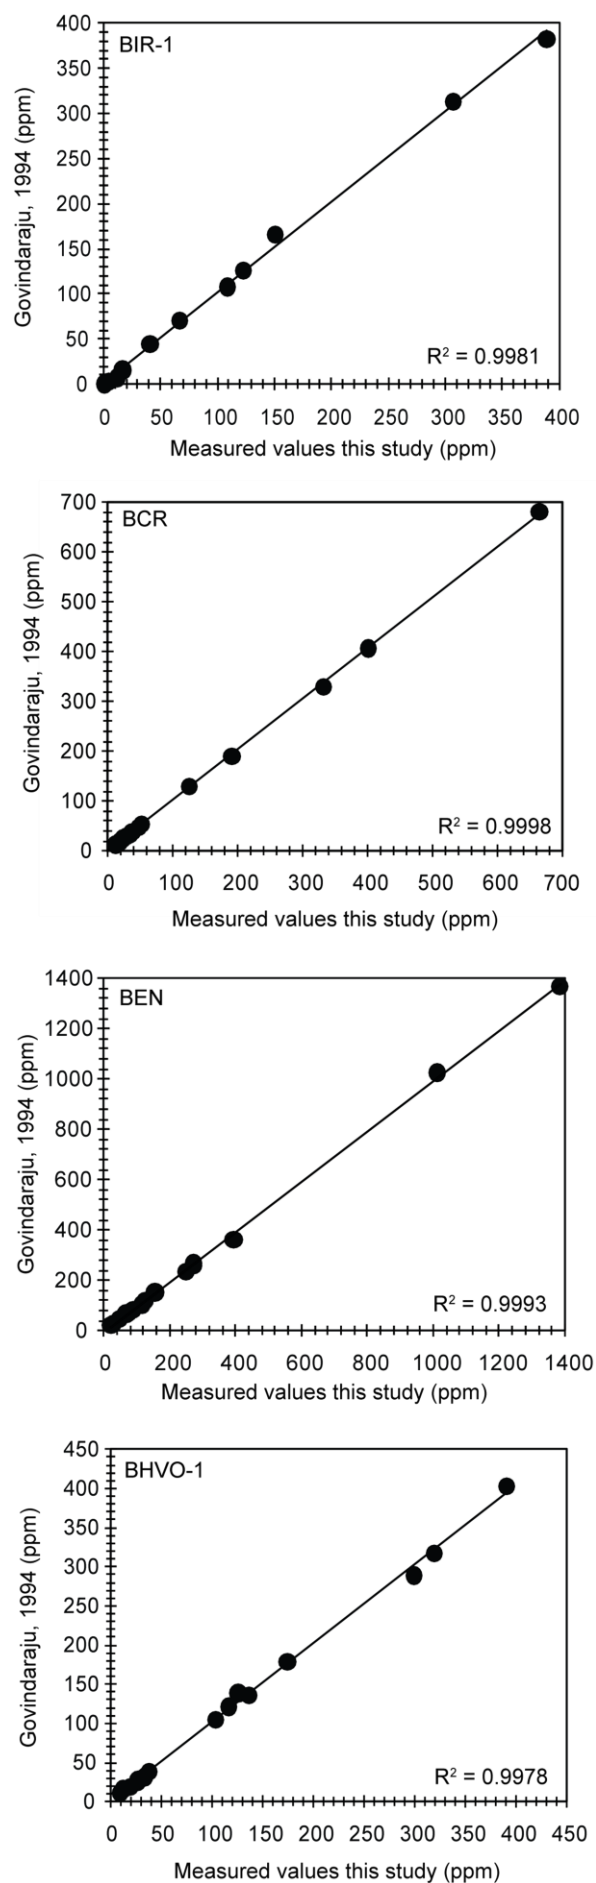 400
BIR-1
350
300
250
200
150
100
50
0
Govindaraju, 1994 (ppm)
R² = 0.9981
0 50 100 150 200 250 300 350 400
Measured values this study (ppm)
700
BCR
600
500
400
300
200
100
0
Govindaraju, 1994 (ppm)
R² = 0.9998
0 100 200 300 400 500 600 700
Measured values this study (ppm)
1400
BEN
1200
1000
800
600
400
200
0
Govindaraju, 1994 (ppm)
R² = 0.9993
0 200 400 600 800 1000 1200 1400
Measured values this study (ppm)
450
BHVO-1
400
350
300
250
200
150
100
50
0
Govindaraju, 1994 (ppm)
R² = 0.9978
0 50 100 150 200 250 300 350 400 450
Measured values this study (ppm)